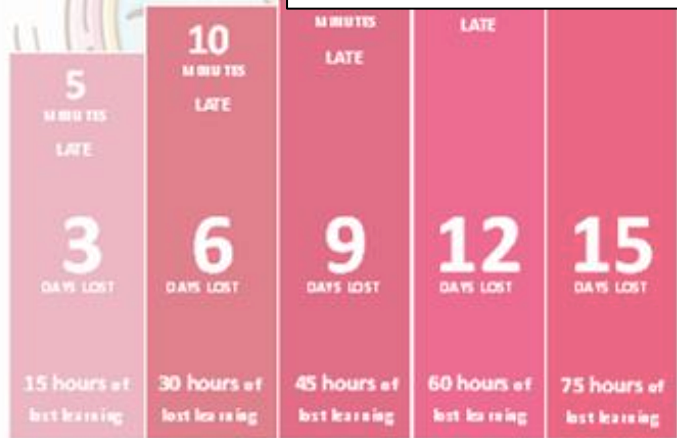 5
MINUTES
LATE
3
DAYS LOST
15 hours of
lost learning
10
MINUTES
LATE
6
DAYS LOST
30 hours of
lost learning
MINUTES
LATE
9
DAYS LOST
45 hours of
lost learning
LATE
12
DAYS LOST
60 hours of
lost learning
15
DAYS LOST
75 hours of
lost learning